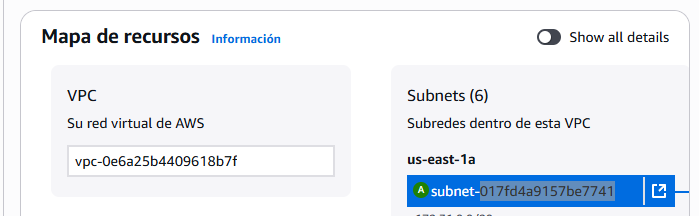 Mapa de recursos Información
Show all details
VPC
Su red virtual de AWS
vpc-0e6a25b4409618b7f
Subnets (6)
Subredes dentro de esta VPC
us-east-1a
A subnet-017fd4a9157be7741